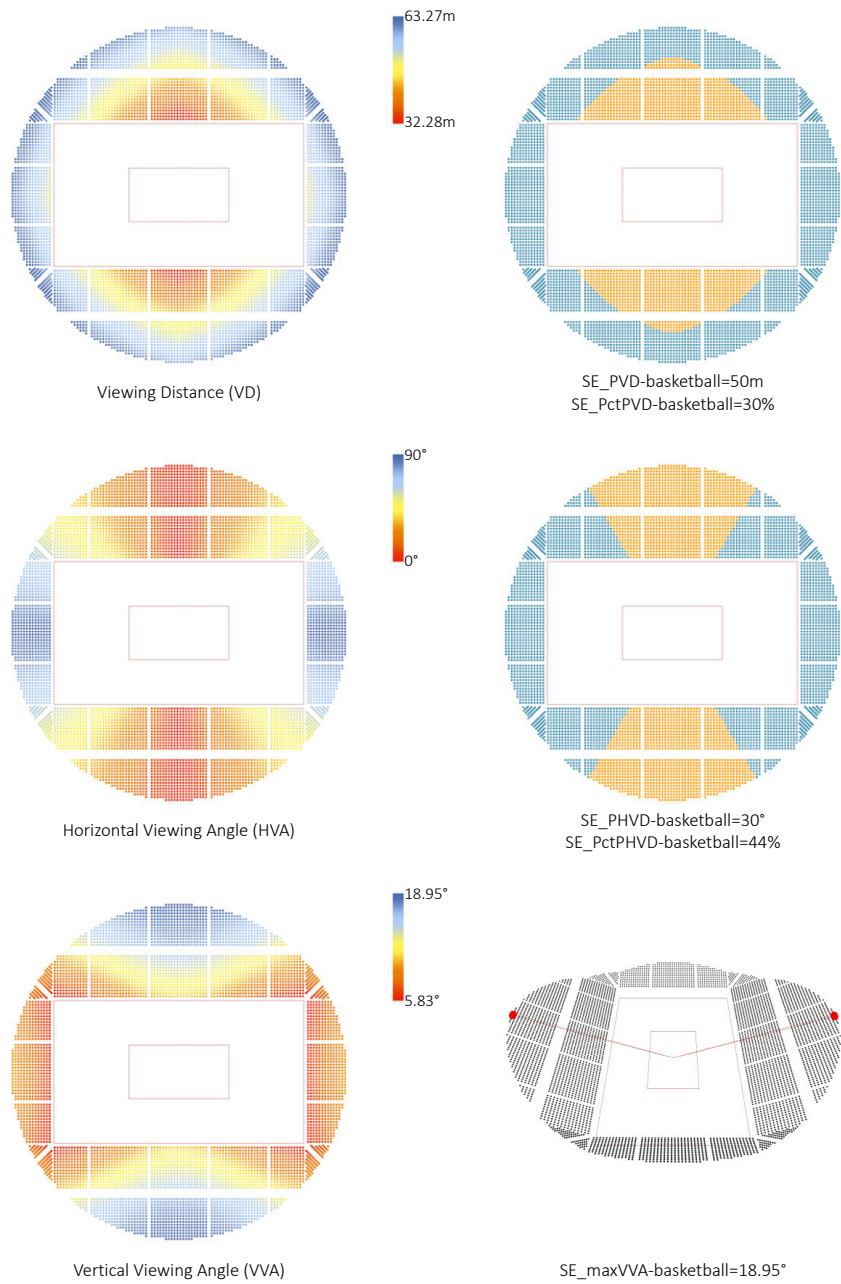 63.27m
32.28m
Viewing Distance (VD)
SE_PVD-basketball=50m
SE_PctPVD-basketball=30%
90°
0°
Horizontal Viewing Angle (HVA)
SE_PHVD-basketball=30°
SE_PctPHVD-basketball=44%
18.95°
5.83°
Vertical Viewing Angle (VVA)
SE_maxVVA-basketball=18.95°